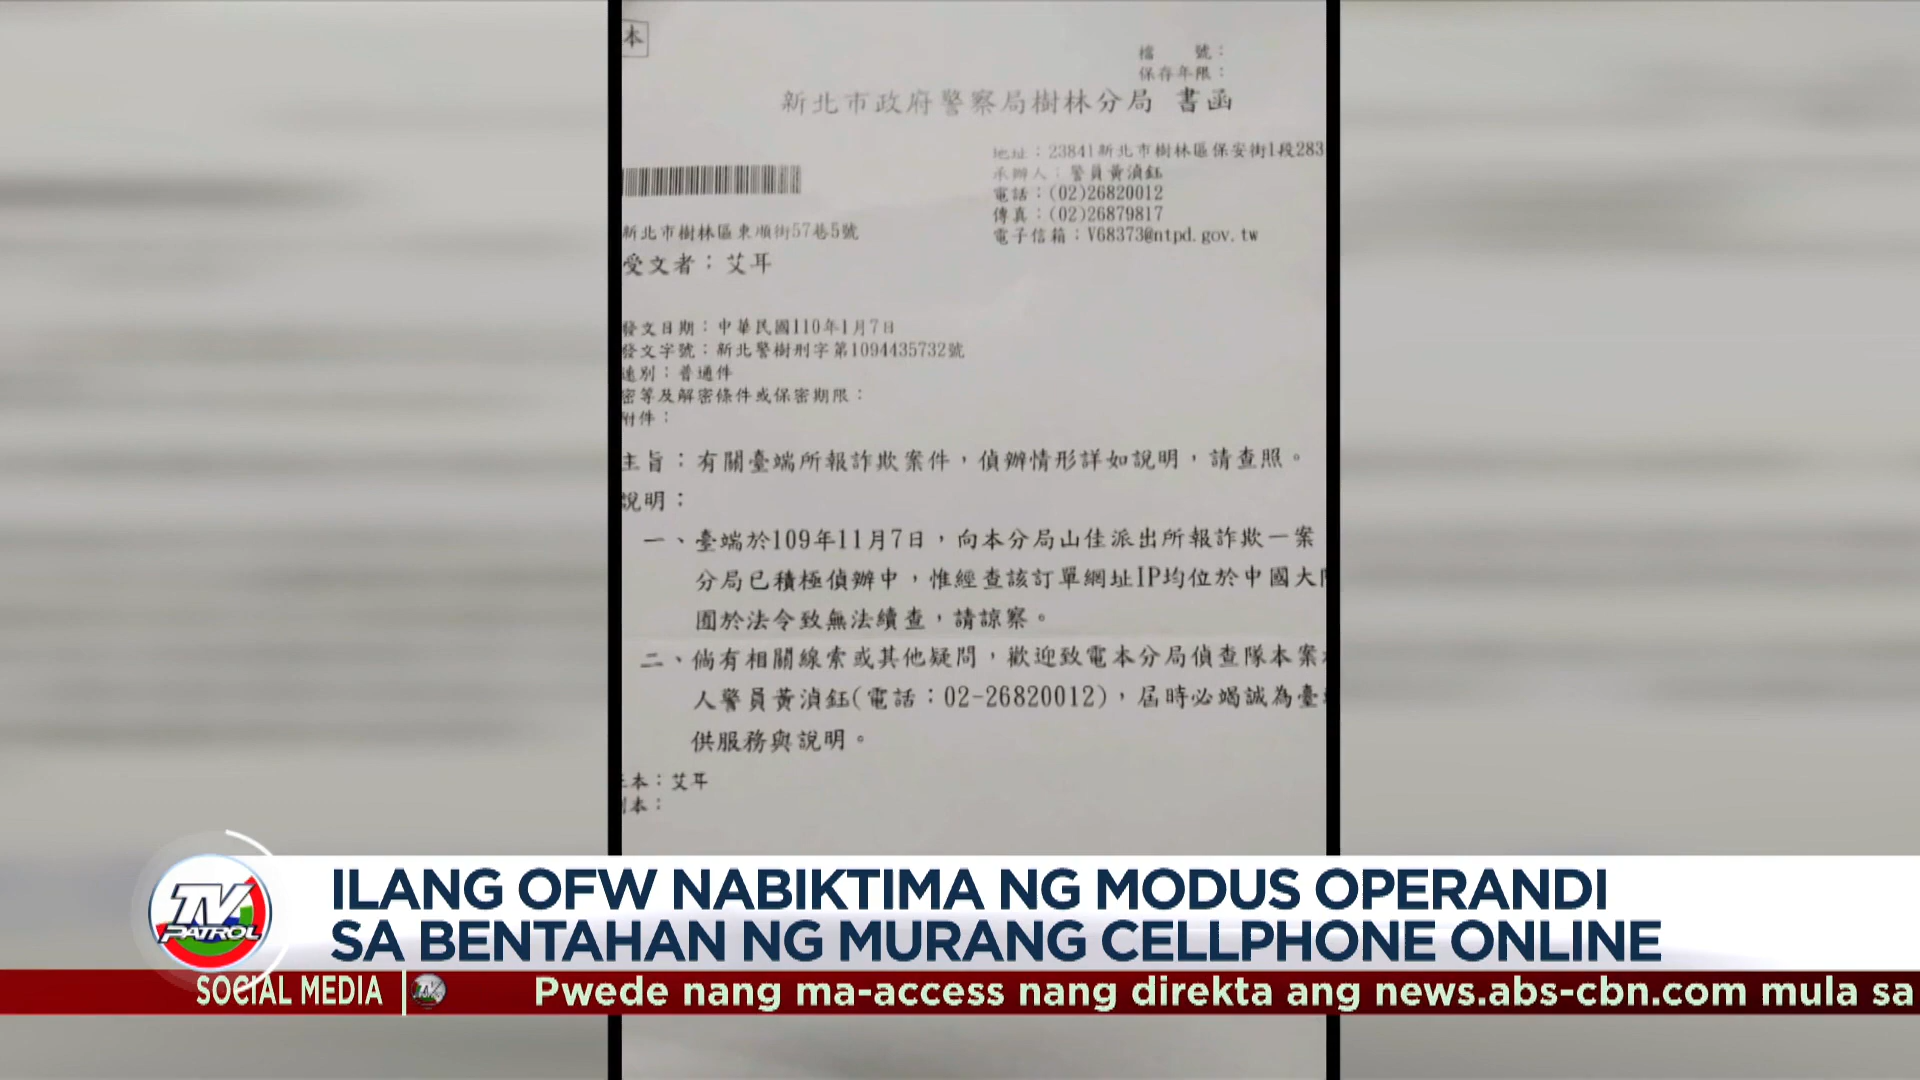 本
檔 號：
保存年限：
新北市政府警察局樹林分局 書函
地址：23841新北市樹林區保安街1段283
承辦人：警員黃湞鈺
電話：(02)26820012
傳真：(02)26879817
電子信箱：V68373@ntpd.gov.tw
新北市樹林區東順街57巷5號
受文者：艾耳
發文日期：中華民國110年1月7日
發文字號：新北警樹刑字第1094435732號
速別：普通件
密等及解密條件或保密期限：
附件：
主旨：有關臺端所報詐欺案件，偵辦情形詳如說明，請查照。
說明：
一、臺端於109年11月7日，向本分局山佳派出所報詐欺一案
分局已積極偵辦中，惟經查該訂單網址IP均位於中國大
囿於法令致無法續查，請諒察。
二、倘有相關線索或其他疑問，歡迎致電本分局偵查隊本案
人警員黃湞鈺(電話：02-26820012)，屆時必竭誠為臺
供服務與說明。
正本：艾耳
副本：
TV PATROL
ILANG OFW NABIKTIMA NG MODUS OPERANDI
SA BENTAHAN NG MURANG CELLPHONE ONLINE
SOCIAL MEDIA
Pwede nang ma-access nang direkta ang news.abs-cbn.com mula sa